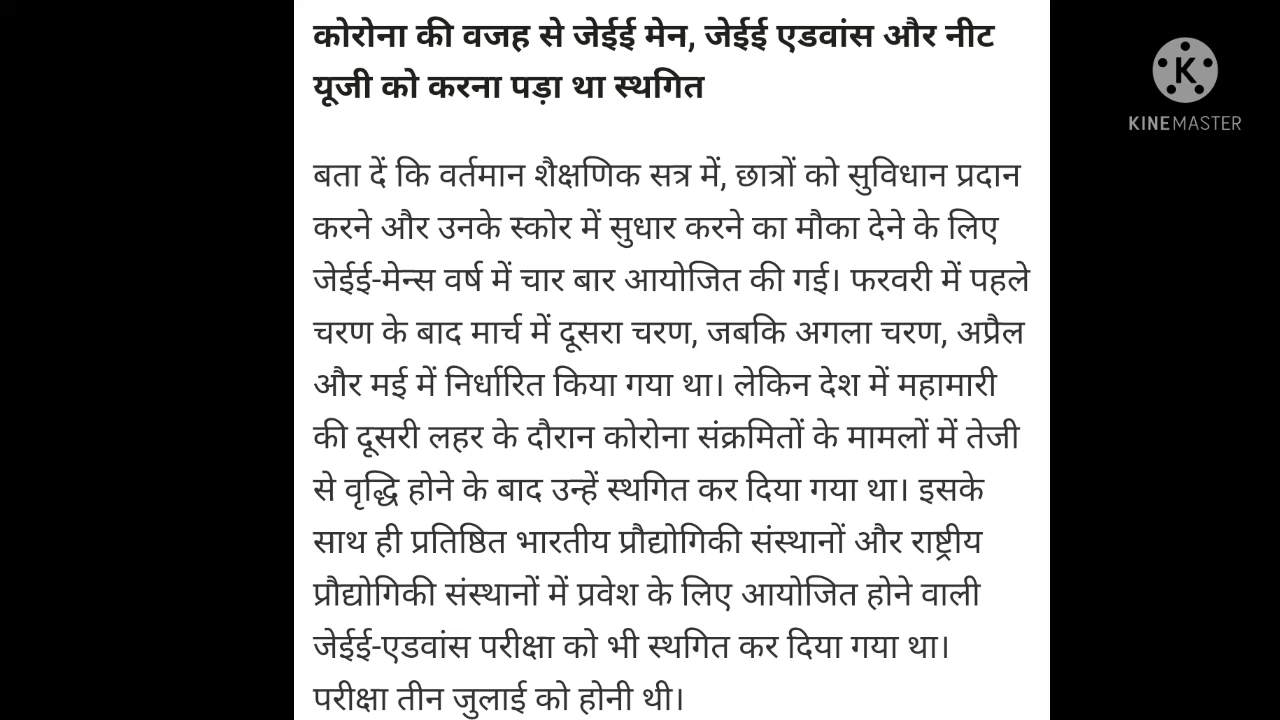 कोरोना की वजह से जेईई मेन, जेईई एडवांस और नीट
यूजी को करना पड़ा था स्थगित
बता दें कि वर्तमान शैक्षणिक सत्र में, छात्रों को सुविधान प्रदान
करने और उनके स्कोर में सुधार करने का मौका देने के लिए
जेईई-मेन्स वर्ष में चार बार आयोजित की गई। फरवरी में पहले
चरण के बाद मार्च में दूसरा चरण, जबकि अगला चरण, अप्रैल
और मई में निर्धारित किया गया था। लेकिन देश में महामारी
की दूसरी लहर के दौरान कोरोना संक्रमितों के मामलों में तेजी
से वृद्धि होने के बाद उन्हें स्थगित कर दिया गया था। इसके
साथ ही प्रतिष्ठित भारतीय प्रौद्योगिकी संस्थानों और राष्ट्रीय
प्रौद्योगिकी संस्थानों में प्रवेश के लिए आयोजित होने वाली
जेईई-एडवांस परीक्षा को भी स्थगित कर दिया गया था।
परीक्षा तीन जुलाई को होनी थी।
K
KINEMASTER